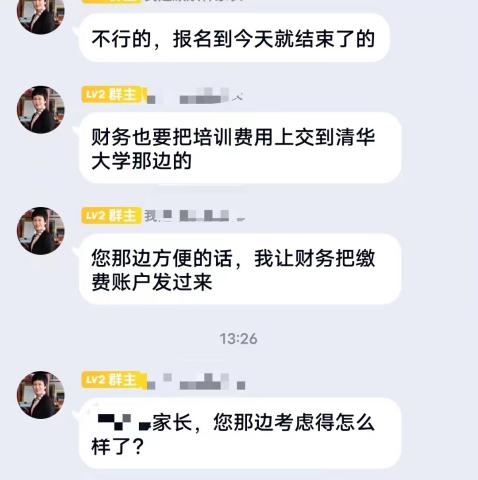 不行的，报名到今天就结束了的
LV2 群主
财务也要把培训费用上交到清华
大学那边的
LV2 群主 我
您那边方便的话，我让财务把缴
费账户发过来
13:26
LV2 群主
家长，您那边考虑得怎么
样了？